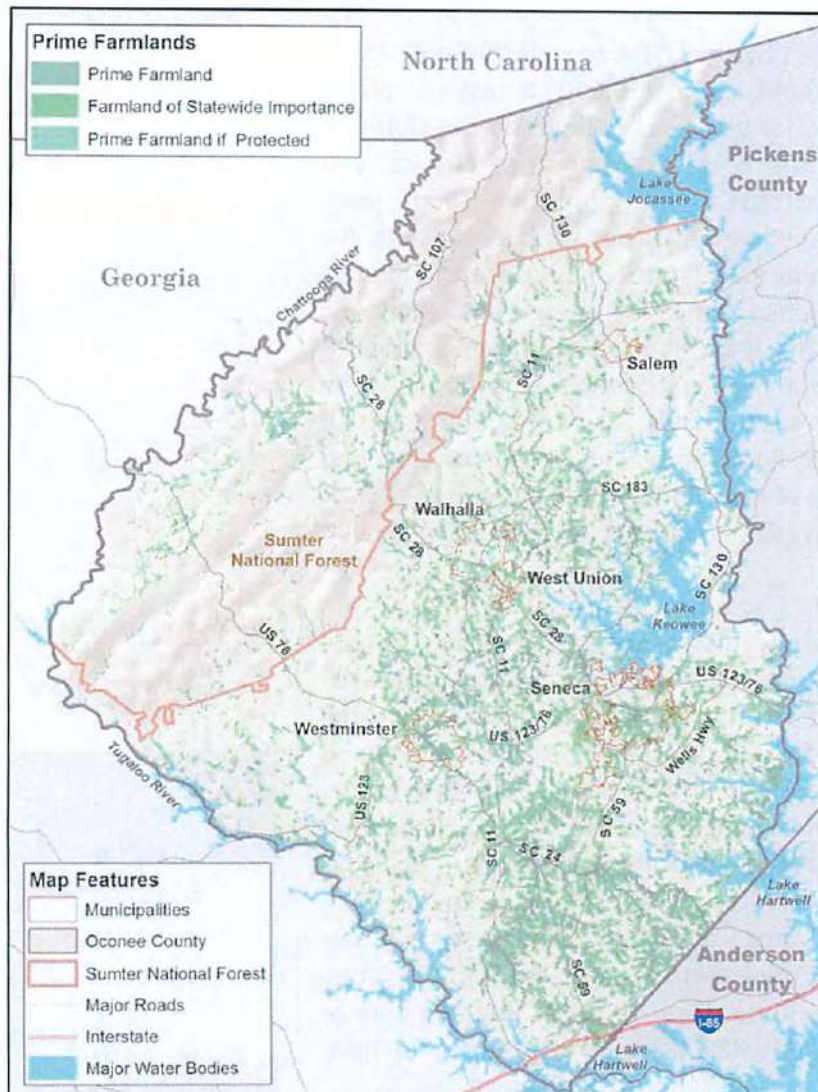 Prime Farmlands
Prime Farmland
Farmland of Statewide Importance
Prime Farmland if Protected
North Carolina
Pickens
County
Lake
Jocassee
SC 130
SC 107
Georgia
Chattooga River
SC 11
Salem
SC 28
SC 183
Walhalla
SC 28
Sumter
National Forest
West Union
SC 130
Lake
Keowee
US 76
SC 11
SC 28
Seneca
US 123/76
Westminster
US 123/76
Wells Hwy
Tugaloo River
US 123
SC 59
SC 11
SC 24
Lake
Hartwell
Anderson
County
SC 59
I-85
Lake
Hartwell
Map Features
Municipalities
Oconee County
Sumter National Forest
Major Roads
Interstate
Major Water Bodies